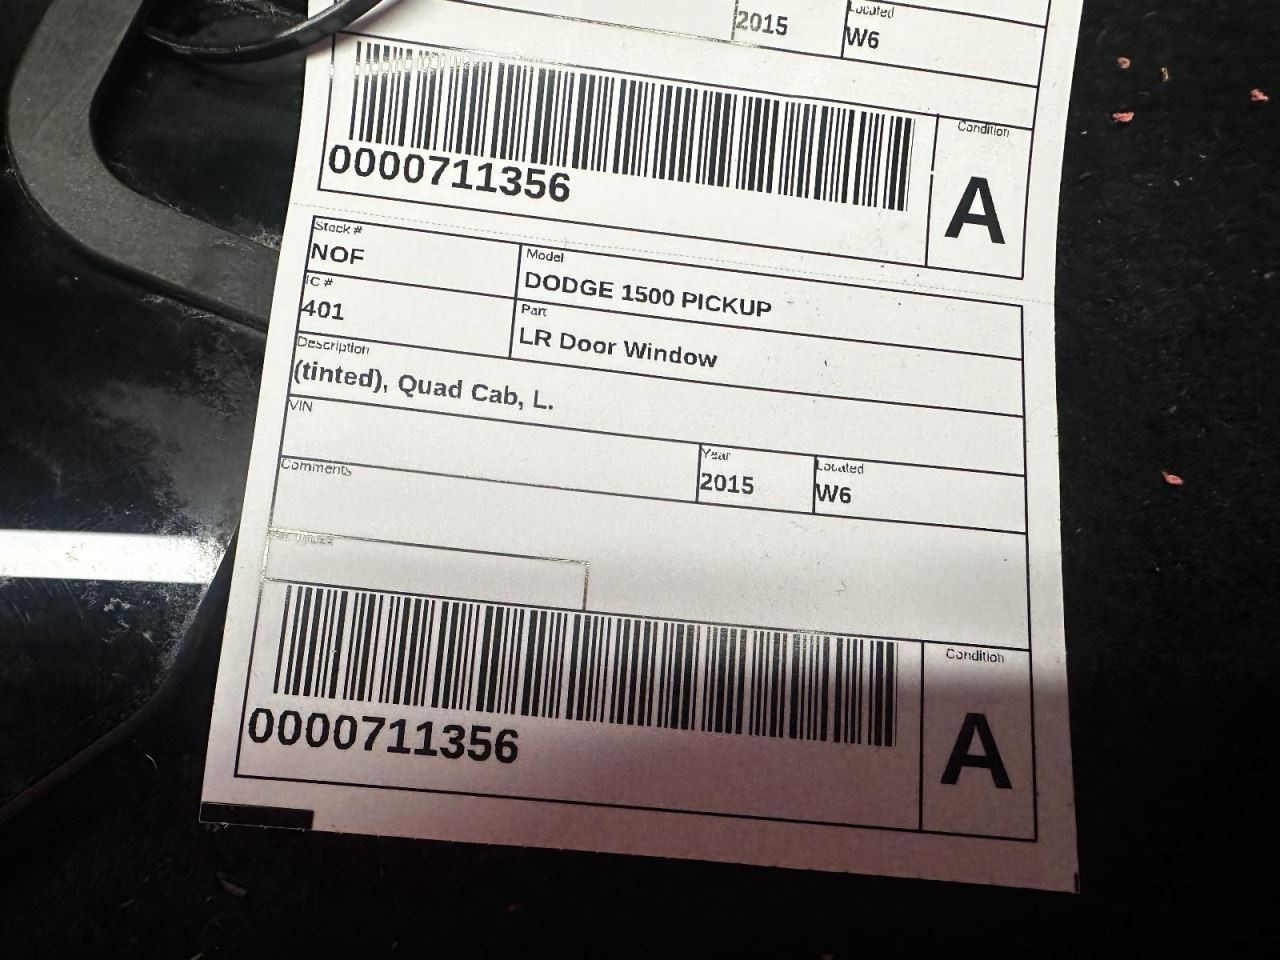 2015
Located
W6
Condition
0000711356
A
Stock #
NOF
Model
DODGE 1500 PICKUP
IC #
401
Part
LR Door Window
Description
(tinted), Quad Cab, L.
VIN
Year
2015
Located
W6
Comments
Condition
0000711356
A